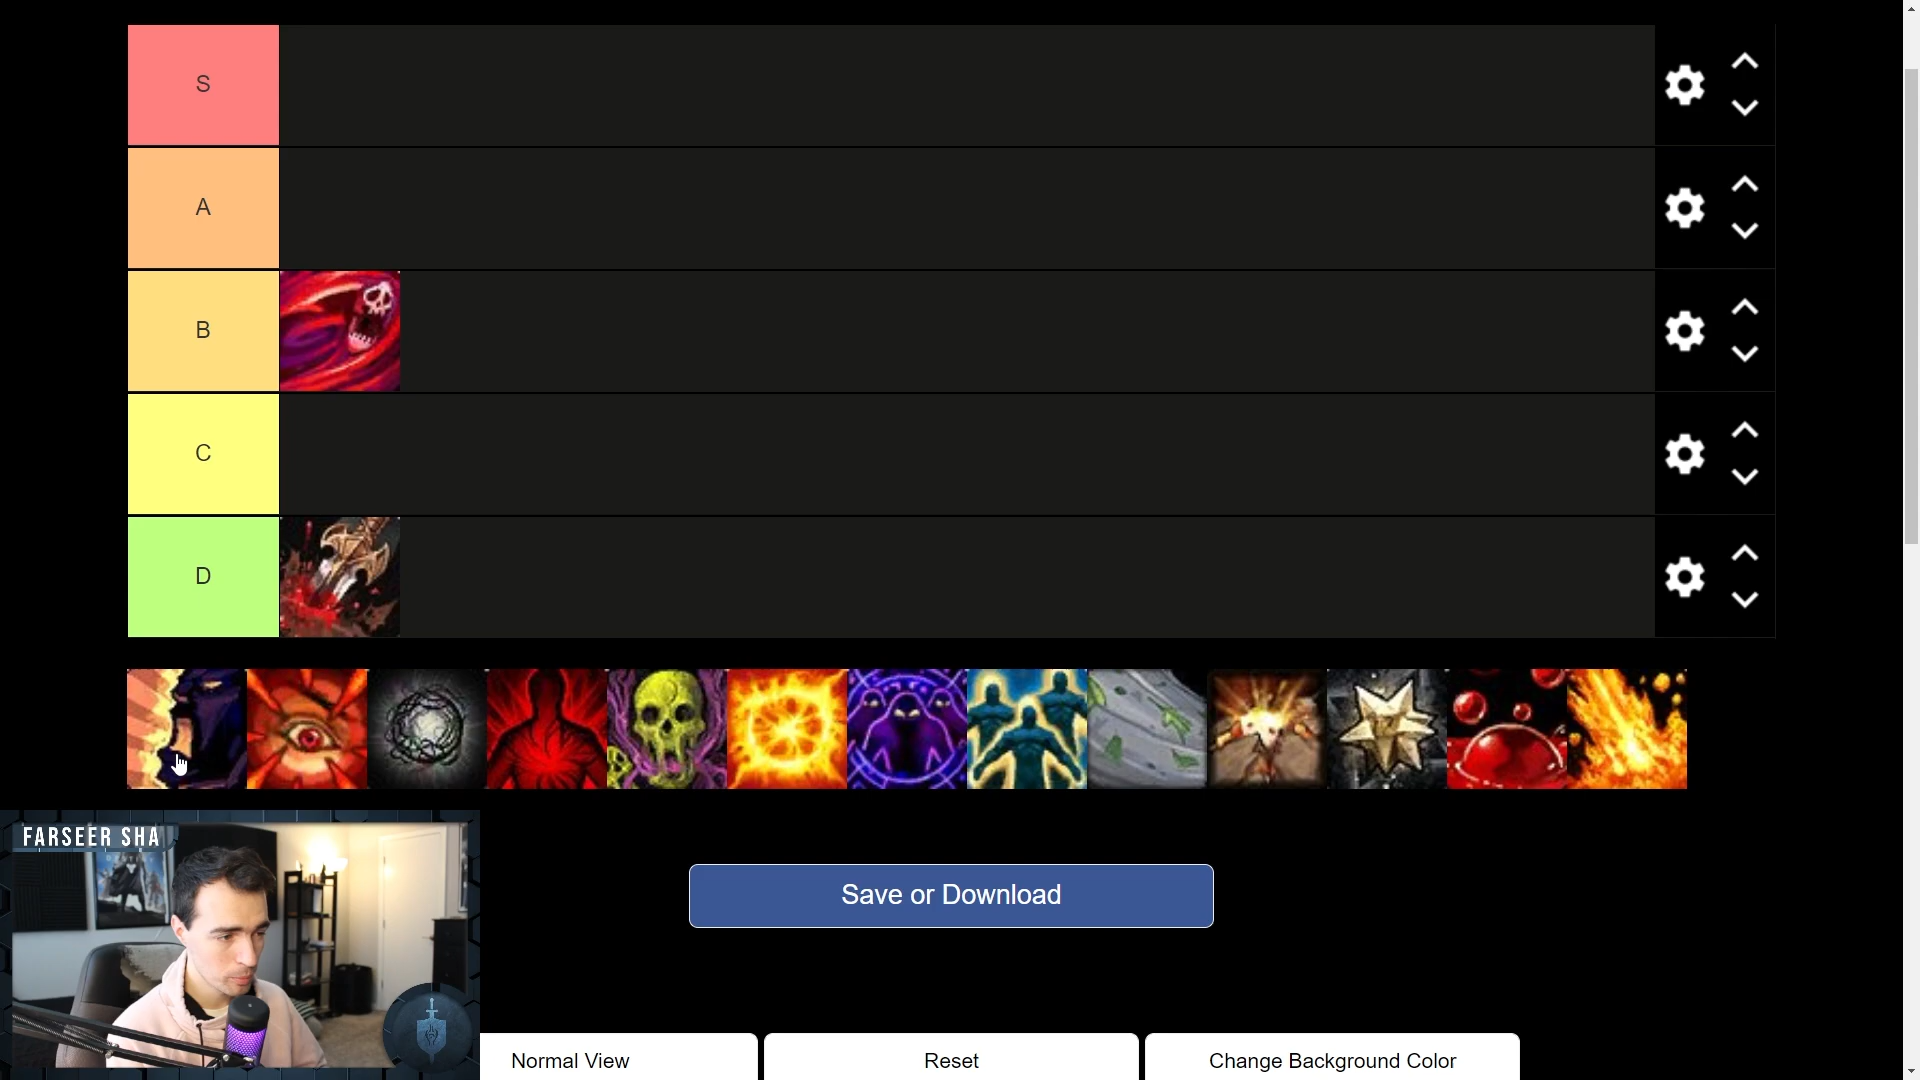 S
A
B
C
D
FARSEER SHA
Save or Download
Normal View
Reset
Change Background Color